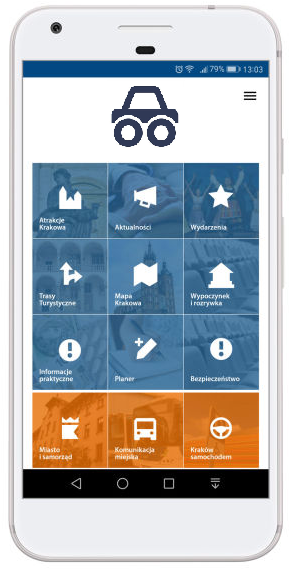 79% 13:03
Atrakcje
Krakowa
Aktualności
Wydarzenia
Trasy
Turystyczne
Mapa
Krakowa
Wypoczynek
i rozrywka
Informacje
praktyczne
Planer
Bezpieczeństwo
Miasto
i samorząd
Komunikacja
miejska
Kraków
samochodem